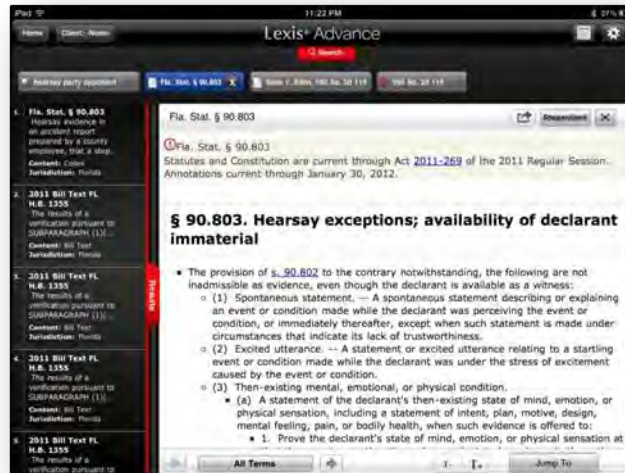 iPad
11:22 PM
37%
Home
Client: -None-
Lexis® Advance
Search
hearsay party opponent
Fla. Stat. § 90.803
X
1. Fla. Stat. § 90.803
Hearsay evidence in
an accident report
prepared by a county
employee, that a step.
Content: Codes
Jurisdiction: Florida
2. 2011 Bill Text FL
H.B. 1355
The results of a
verification pursuant to
SUBPARAGRAPH (1)(...
Content: Bill Text
Jurisdiction: Florida
3. 2011 Bill Text FL
H.B. 1355
The results of a
verification pursuant to
SUBPARAGRAPH (1)(...
Content: Bill Text
Jurisdiction: Florida
4. 2011 Bill Text FL
H.B. 1355
The results of a
verification pursuant to
SUBPARAGRAPH (1)(...
Content: Bill Text
Jurisdiction: Florida
5. 2011 Bill Text FL
H.B. 1355
The results of a
Results
Fla. Stat. § 90.803
Shepardize®
Fla. Stat. § 90.803
Statutes and Constitution are current through Act 2011-269 of the 2011 Regular Session.
Annotations current through January 30, 2012.
§ 90.803. Hearsay exceptions; availability of declarant
immaterial
The provision of s. 90.802 to the contrary notwithstanding, the following are not
inadmissible as evidence, even though the declarant is available as a witness:
(1) Spontaneous statement. -- A spontaneous statement describing or explaining
an event or condition made while the declarant was perceiving the event or
condition, or immediately thereafter, except when such statement is made under
circumstances that indicate its lack of trustworthiness.
(2) Excited utterance. -- A statement or excited utterance relating to a startling
event or condition made while the declarant was under the stress of excitement
caused by the event or condition.
(3) Then-existing mental, emotional, or physical condition.
(a) A statement of the declarant's then-existing state of mind, emotion, or
physical sensation, including a statement of intent, plan, motive, design,
mental feeling, pain, or bodily health, when such evidence is offered to:
1. Prove the declarant's state of mind, emotion, or physical sensation at
All Terms
T-
T+
Jump To